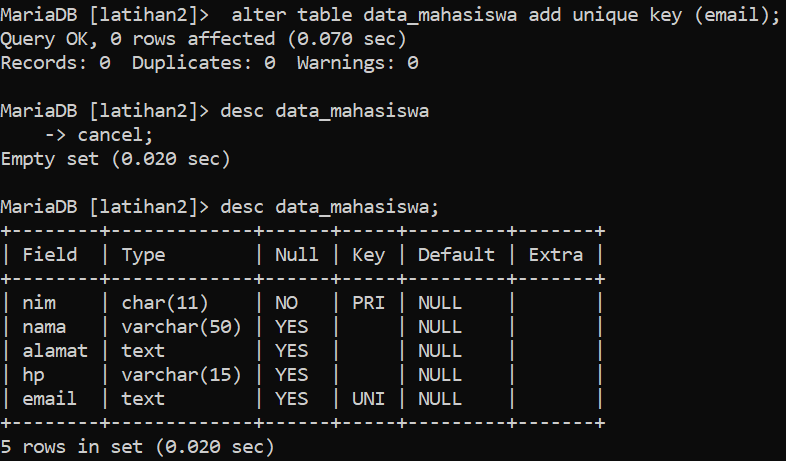 MariaDB [latihan2]>  alter table data_mahasiswa add unique key (email);
Query OK, 0 rows affected (0.070 sec)
Records: 0  Duplicates: 0  Warnings: 0

MariaDB [latihan2]> desc data_mahasiswa
    -> cancel;
Empty set (0.020 sec)

MariaDB [latihan2]> desc data_mahasiswa;
+--------+-------------+------+-----+---------+-------+
| Field  | Type        | Null | Key | Default | Extra |
+--------+-------------+------+-----+---------+-------+
| nim    | char(11)    | NO   | PRI | NULL    |       |
| nama   | varchar(50) | YES  |     | NULL    |       |
| alamat | text        | YES  |     | NULL    |       |
| hp     | varchar(15) | YES  |     | NULL    |       |
| email  | text        | YES  | UNI | NULL    |       |
+--------+-------------+------+-----+---------+-------+
5 rows in set (0.020 sec)